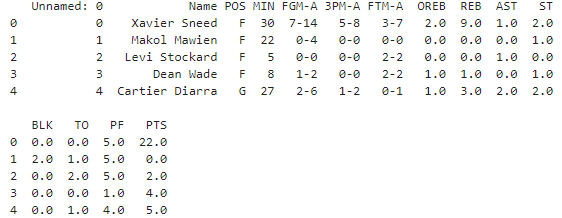 Unnamed: 0 Name POS MIN FGM-A 3PM-A FTM-A OREB REB AST ST
0 0 Xavier Sneed F 30 7-14 5-8 3-7 2.0 9.0 1.0 2.0
1 1 Makol Mawien F 22 0-4 0-0 0-0 0.0 0.0 0.0 1.0
2 2 Levi Stockard F 5 0-0 0-0 2-2 0.0 0.0 1.0 0.0
3 3 Dean Wade F 8 1-2 0-0 2-2 1.0 1.0 0.0 1.0
4 4 Cartier Diarra G 27 2-6 1-2 0-1 1.0 3.0 2.0 2.0
BLK TO PF PTS
0 0.0 0.0 5.0 22.0
1 2.0 1.0 5.0 0.0
2 0.0 2.0 5.0 2.0
3 0.0 0.0 1.0 4.0
4 0.0 1.0 4.0 5.0